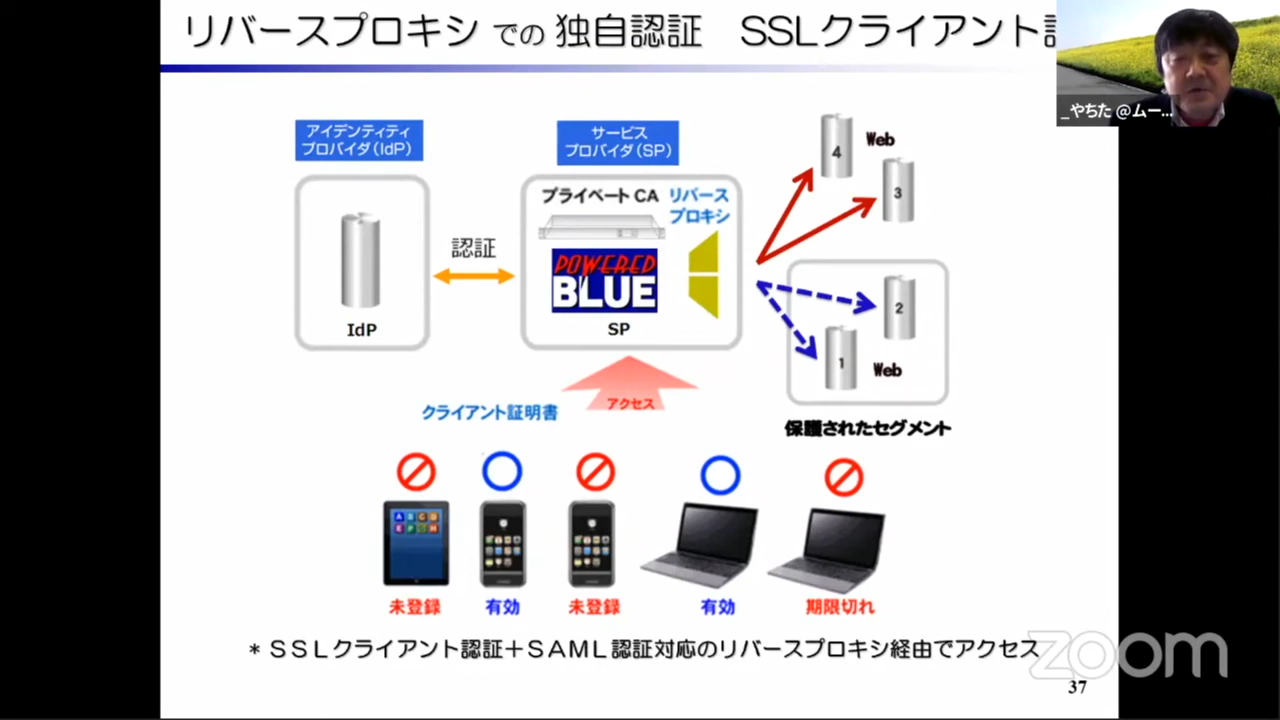 リバースプロキシ での 独自認証 SSLクライアント認
_やちた @ムー...
アイデンティティ
プロバイダ(IdP)
サービス
プロバイダ(SP)
プライベートCA
リバース
プロキシ
認証
POWERED
BLUE
IdP
SP
Web
4
3
2
1
Web
アクセス
クライアント証明書
保護されたセグメント
未登録
有効
未登録
有効
期限切れ
* SSLクライアント認証+SAML認証対応のリバースプロキシ経由でアクセス
zoom
37